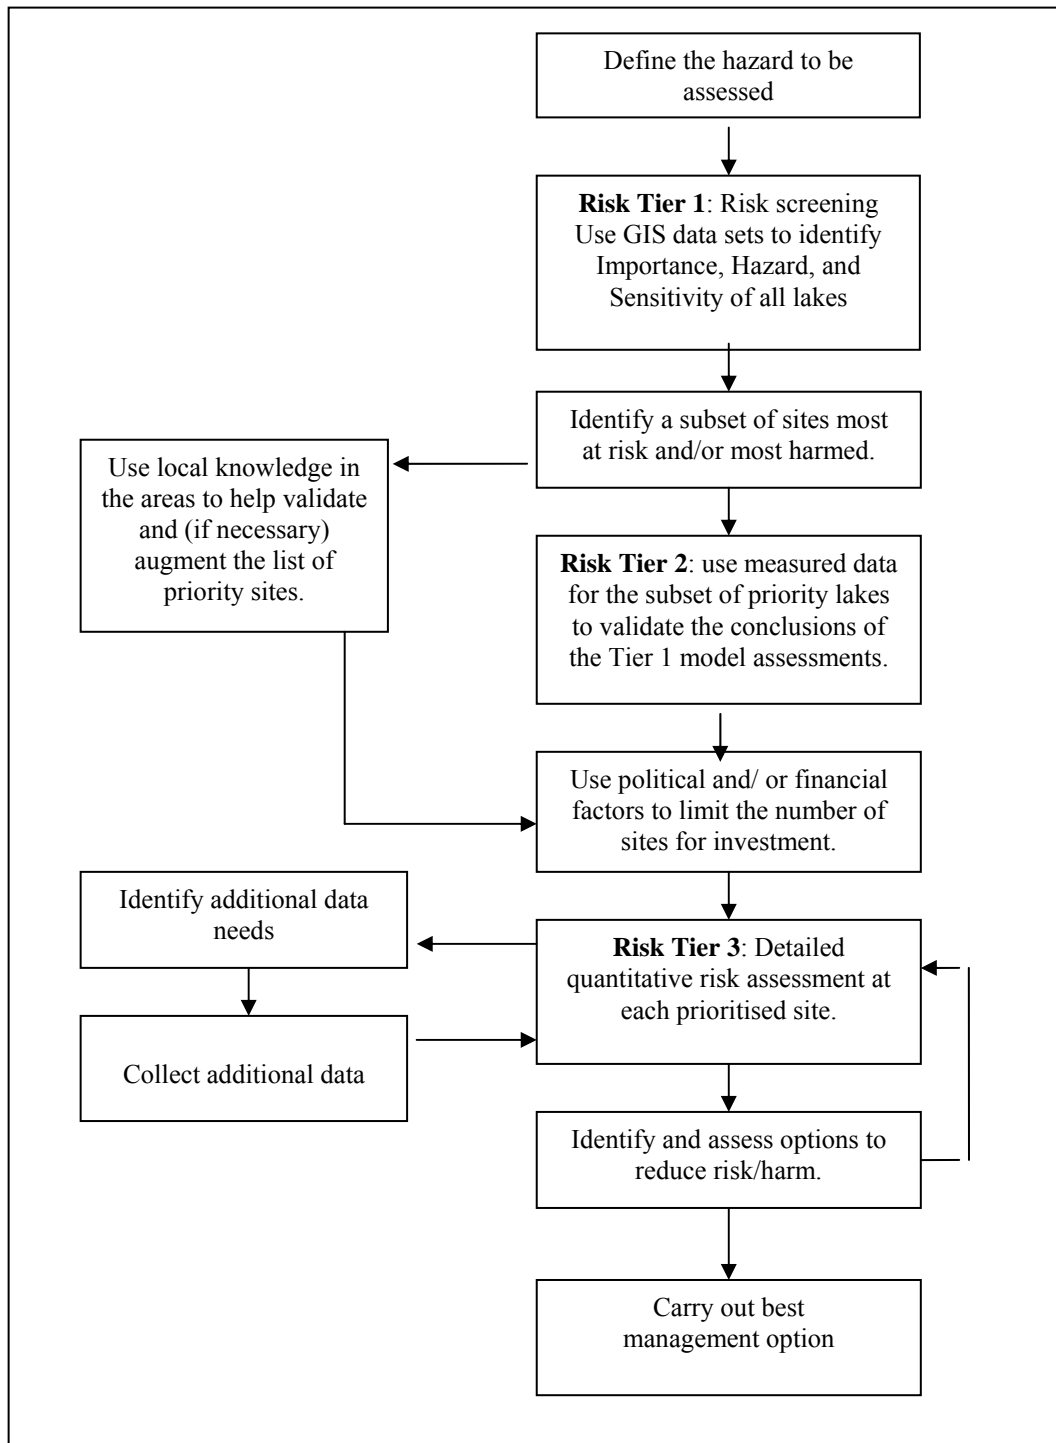 Define the hazard to be
assessed
Risk Tier 1: Risk screening
Use GIS data sets to identify
Importance, Hazard, and
Sensitivity of all lakes
Identify a subset of sites most
at risk and/or most harmed.
Use local knowledge in
the areas to help validate
and (if necessary)
augment the list of
priority sites.
Risk Tier 2: use measured data
for the subset of priority lakes
to validate the conclusions of
the Tier 1 model assessments.
Use political and/ or financial
factors to limit the number of
sites for investment.
Identify additional data
needs
Risk Tier 3: Detailed
quantitative risk assessment at
each prioritised site.
Collect additional data
Identify and assess options to
reduce risk/harm.
Carry out best
management option